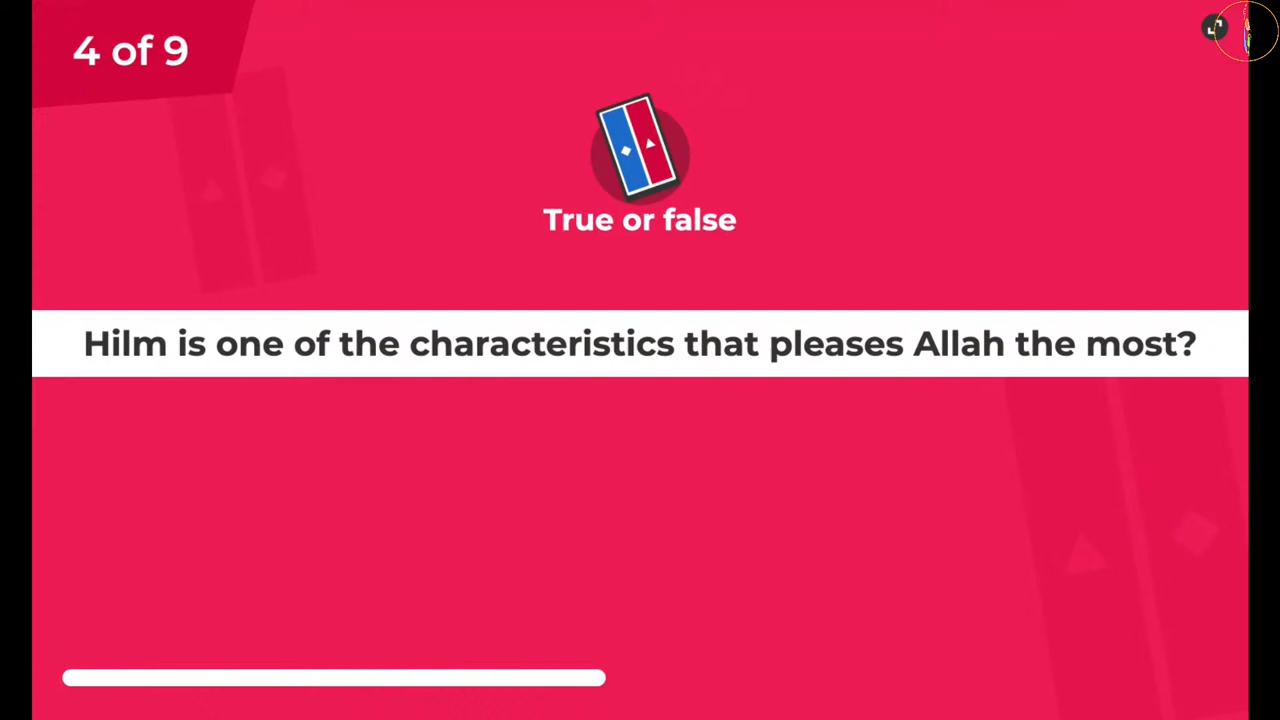 4 of 9
True or false
Hilm is one of the characteristics that pleases Allah the most?